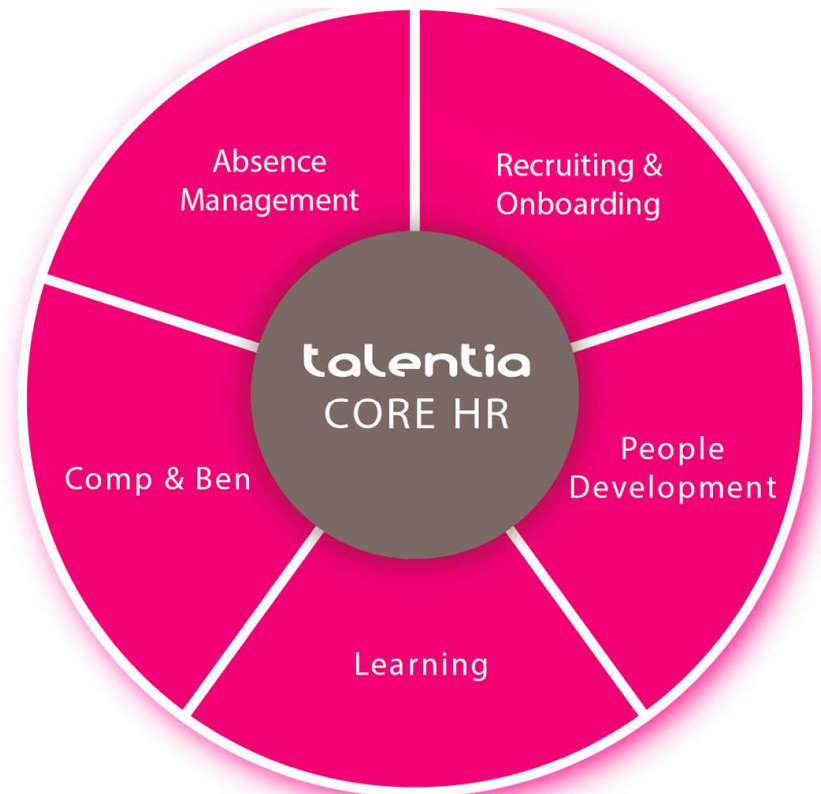 Absence
Management
Recruiting &
Onboarding
talentia
CORE HR
People
Development
Comp & Ben
Learning